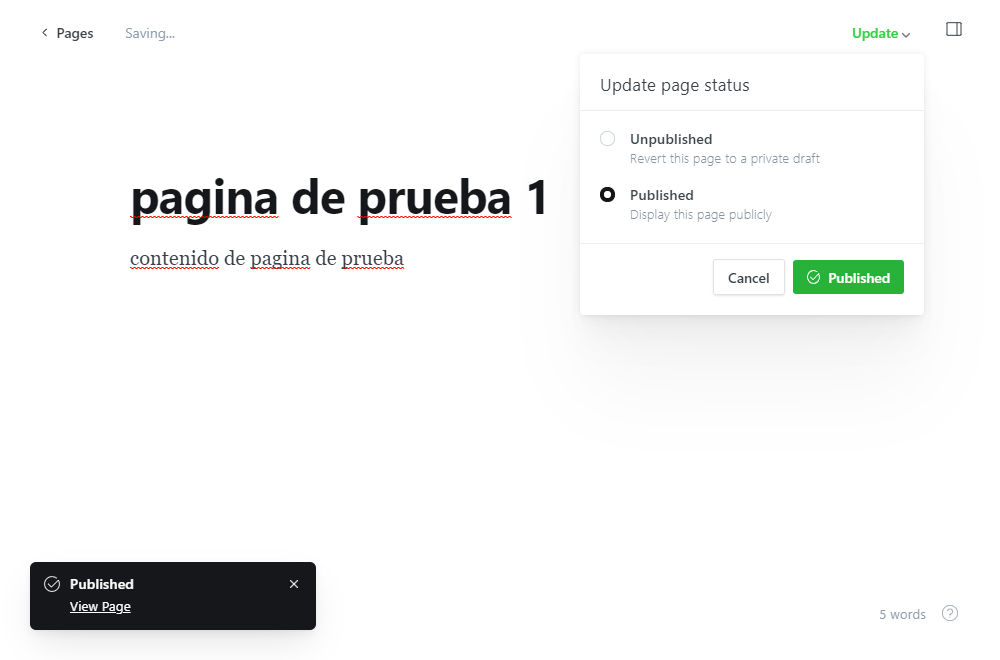 Pages
Saving...
Update
Update page status
Unpublished
Revert this page to a private draft
Published
Display this page publicly
Cancel
Published
pagina de prueba 1
contenido de pagina de prueba
Published
View Page
5 words
?